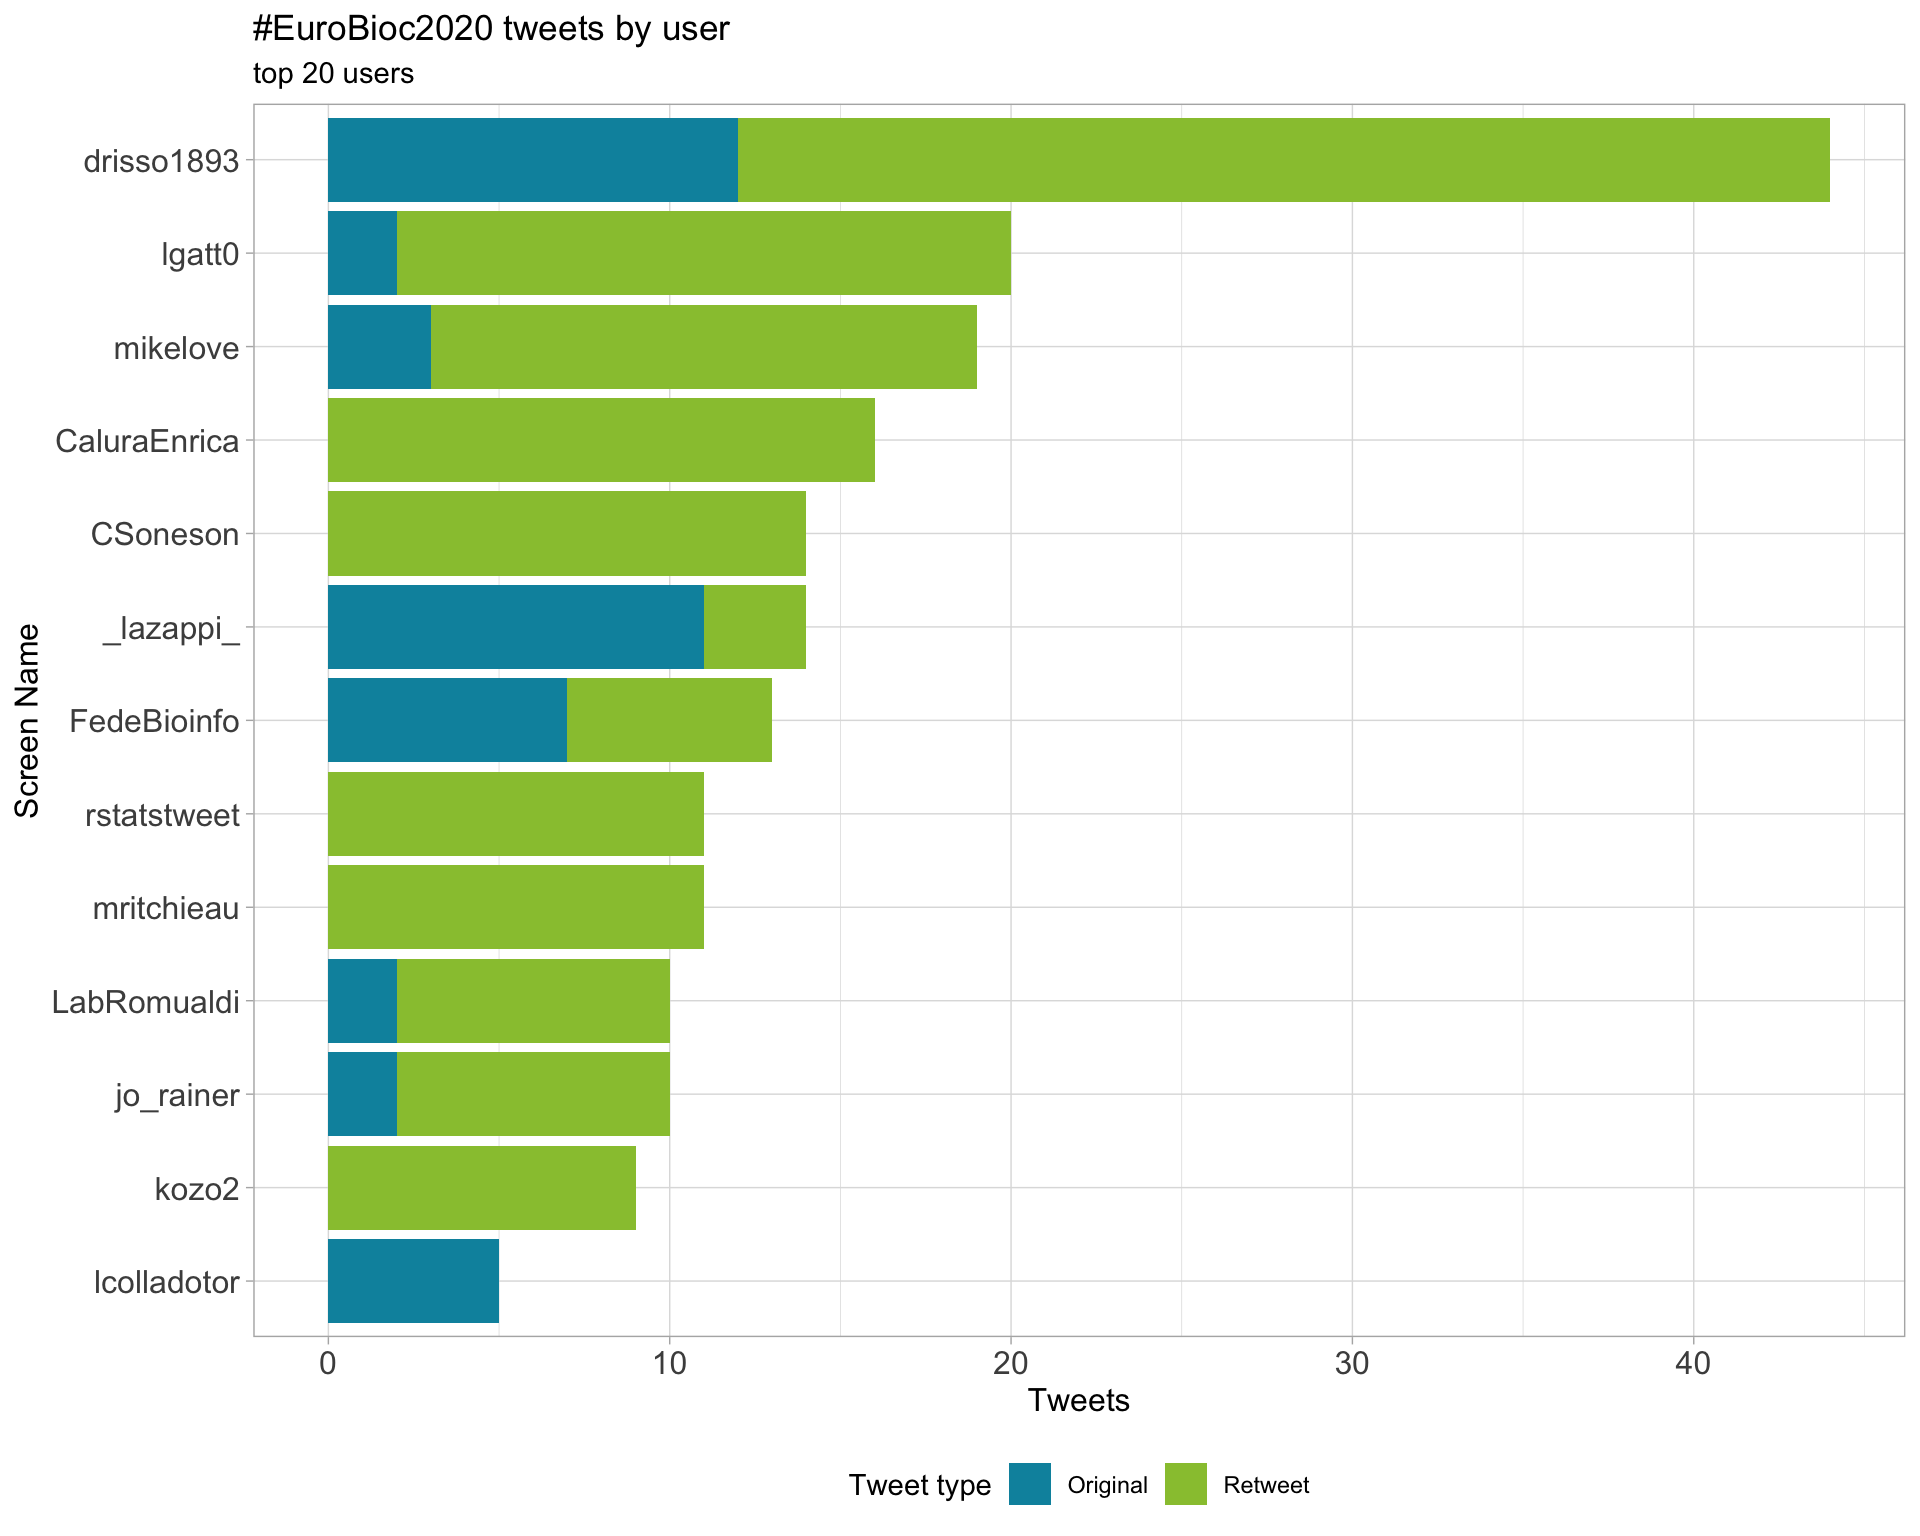 #EuroBioc2020 tweets by user
top 20 users
Screen Name
drisso1893
lgatt0
mikelove
CaluraEnrica
CSoneson
_lazappi_
FedeBioinfo
rstatstweet
mritchieau
LabRomualdi
jo_rainer
kozo2
lcolladotor
0 10 20 30 40
Tweets
Tweet type Original Retweet